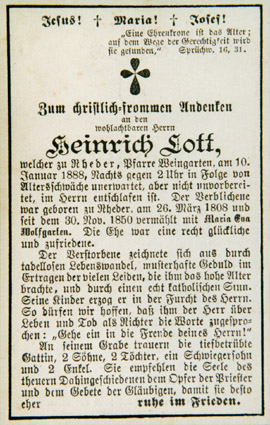 Jesus! † Maria! † Josef!
„Eine Ehrenkrone ist das Alter;
auf dem Wege der Gerechtigkeit wird
sie gefunden,“ Sprüchw. 16, 31.
Zum christlich-frommen Andenken
an den
wohlachtbaren Herrn
Heinrich Lott,
welcher zu Rheder, Pfarre Weingarten, am 10.
Januar 1888, Nachts gegen 2 Uhr in Folge von
Altersschwäche unerwartet, aber nicht unvorberei-
tet, im Herrn entschlafen ist. Der Verblichene
war geboren zu Rheder, am 26. März 1808 und
seit dem 30. Nov. 1850 vermählt mit Maria Eva
Wolfgarten. Die Ehe war eine recht glückliche
und zufriedene.
Der Verstorbene zeichnete sich aus durch
tadellosen Lebenswandel, musterhafte Geduld im
Ertragen der vielen Leiden, die ihm das hohe Alter
brachte, und durch einen echt katholischen Sinn.
Seine Kinder erzog er in der Furcht des Herrn.
So dürfen wir hoffen, daß ihm der Herr über
Leben und Tod als Richter die Worte zugespro-
chen: „Gehe ein in die Freude deines Herrn!“
An seinem Grabe trauern die tiefbetrübte
Gattin, 2 Söhne, 2 Töchter, ein Schwiegersohn
und 2 Enkel. Sie empfehlen die Seele des
theuren Dahingeschiedenen dem Opfer der Priester
und dem Gebete der Gläubigen, damit sie desto
eher ruhe im Frieden.